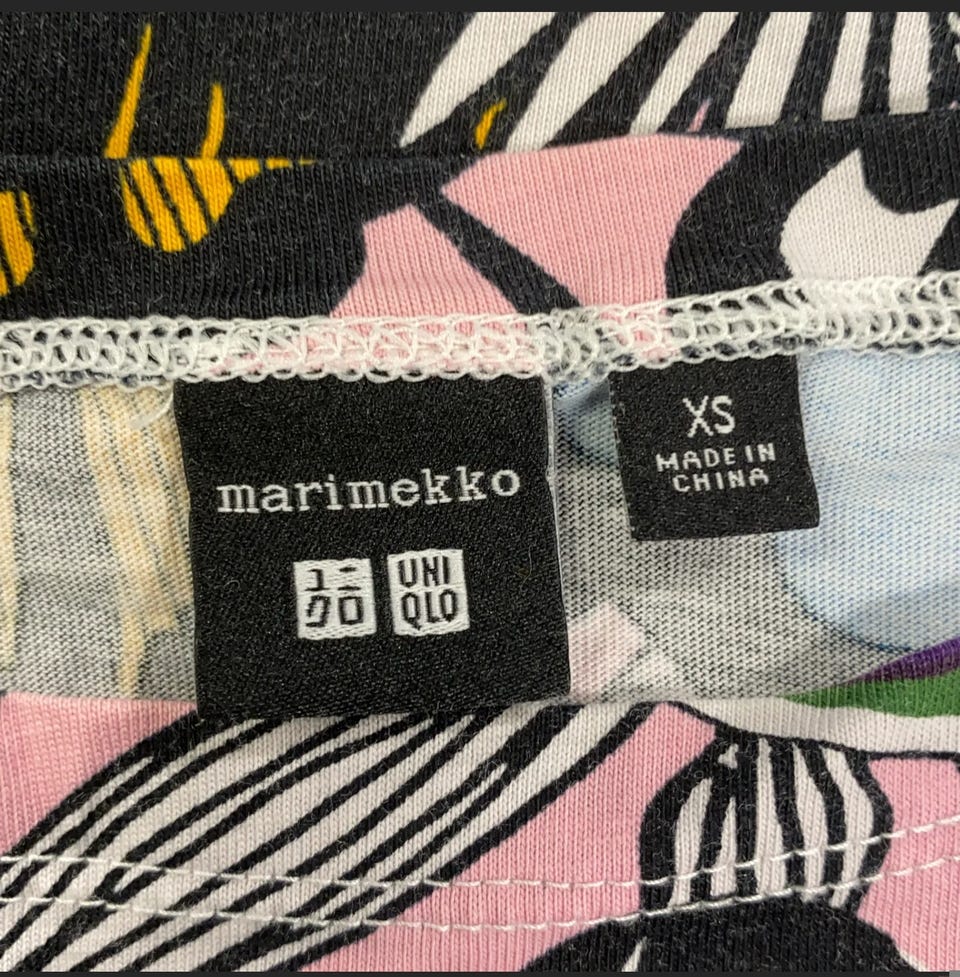 marimekko
ユニ
クロ
UNI
QLO
XS
MADE IN
CHINA